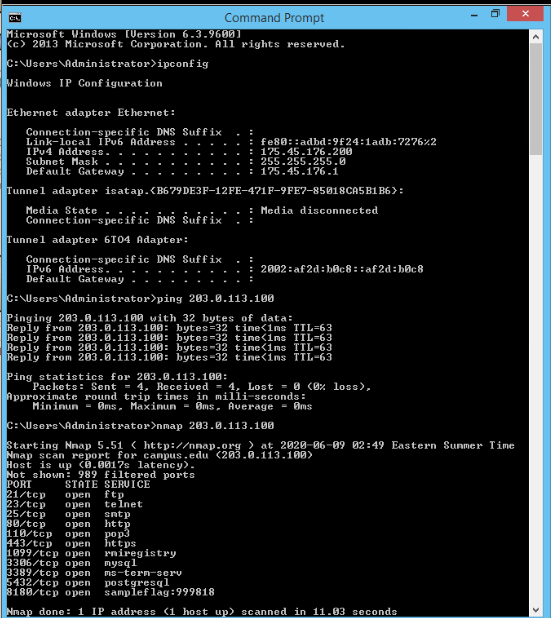 Command Prompt
Microsoft Windows [Version 6.3.9600]
(c) 2013 Microsoft Corporation. All rights reserved.
C:\Users\Administrator>ipconfig
Windows IP Configuration
Ethernet adapter Ethernet:
Connection-specific DNS Suffix . :
Link-local IPv6 Address . . . . . : fe80::adbd:9f24:1adb:7276%2
IPv4 Address. . . . . . . . . . . : 175.45.176.200
Subnet Mask . . . . . . . . . . . : 255.255.255.0
Default Gateway . . . . . . . . . : 175.45.176.1
Tunnel adapter isatap.{B679DE3F-12FE-471F-9FE7-85018CA5B1B6}:
Media State . . . . . . . . . . . : Media disconnected
Connection-specific DNS Suffix . :
Tunnel adapter 6TO4 Adapter:
Connection-specific DNS Suffix . :
IPv6 Address. . . . . . . . . . . : 2002:af2d:b0c8::af2d:b0c8
Default Gateway . . . . . . . . . :
C:\Users\Administrator>ping 203.0.113.100
Pinging 203.0.113.100 with 32 bytes of data:
Reply from 203.0.113.100: bytes=32 time<1ms TTL=63
Reply from 203.0.113.100: bytes=32 time<1ms TTL=63
Reply from 203.0.113.100: bytes=32 time<1ms TTL=63
Reply from 203.0.113.100: bytes=32 time<1ms TTL=63
Ping statistics for 203.0.113.100:
Packets: Sent = 4, Received = 4, Lost = 0 (0% loss),
Approximate round trip times in milli-seconds:
Minimum = 0ms, Maximum = 0ms, Average = 0ms
C:\Users\Administrator>nmap 203.0.113.100
Starting Nmap 5.51 ( http://nmap.org ) at 2020-06-09 02:49 Eastern Summer Time
Nmap scan report for campus.edu (203.0.113.100)
Host is up (0.0017s latency).
Not shown: 989 filtered ports
PORT STATE SERVICE
21/tcp open ftp
23/tcp open telnet
25/tcp open smtp
80/tcp open http
110/tcp open pop3
443/tcp open https
1099/tcp open rmiregistry
3306/tcp open mysql
3389/tcp open ms-term-serv
5432/tcp open postgresql
8180/tcp open sampleflag:999818
Nmap done: 1 IP address (1 host up) scanned in 11.03 seconds